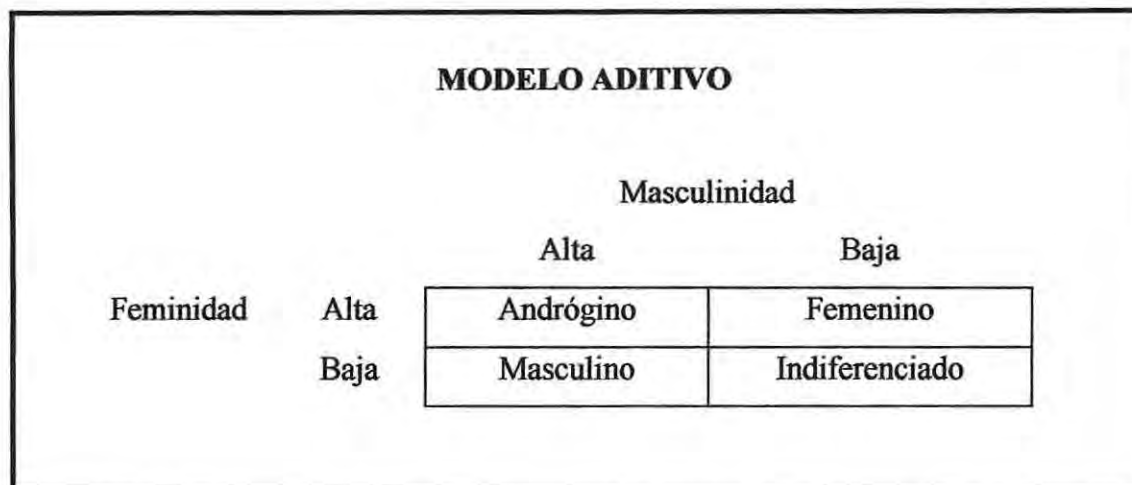 MODELO ADITIVO
Masculinidad
Alta Baja
Feminidad Alta Andrógino Femenino
Baja Masculino Indiferenciado